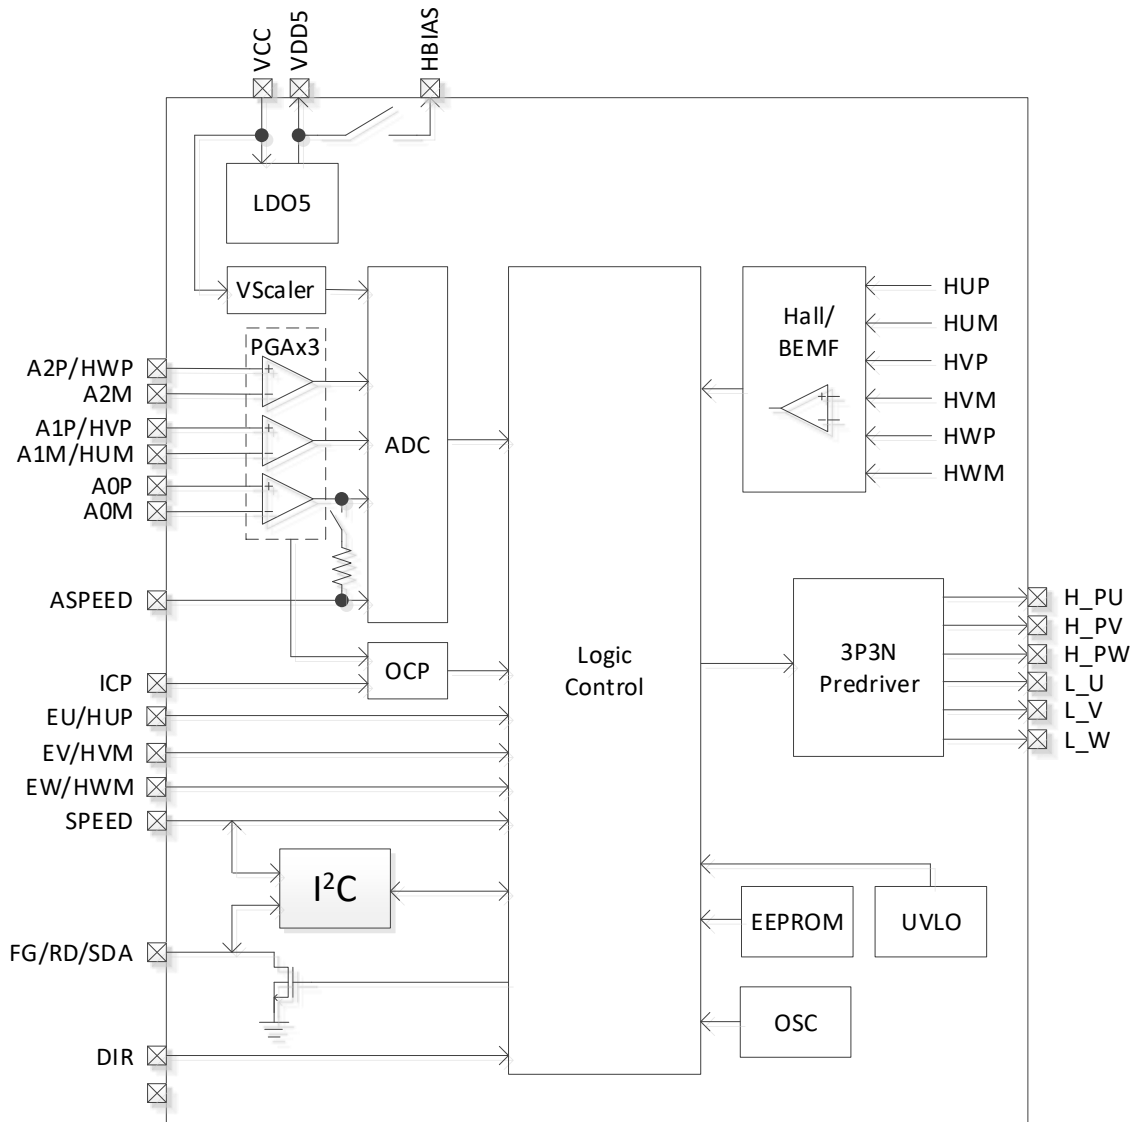 VCC
VDD5
HBIAS
LDO5
VScaler
PGAx3
A2P/HWP
A2M
A1P/HVP
A1M/HUM
A0P
A0M
ASPEED
ICP
EU/HUP
EV/HVM
EW/HWM
SPEED
FG/RD/SDA
DIR
ADC
OCP
I²C
Logic
Control
Hall/
BEMF
HUP
HUM
HVP
HVM
HWP
HWM
3P3N
Predriver
H_PU
H_PV
H_PW
L_U
L_V
L_W
EEPROM
UVLO
OSC